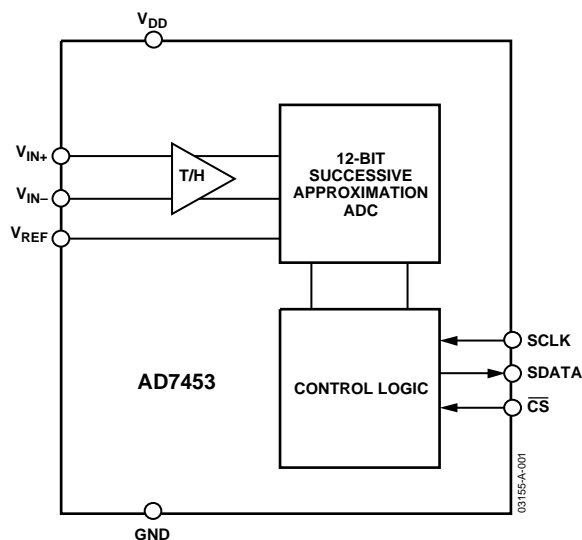 VDD
VIN+
VIN–
VREF
T/H
12-BIT
SUCCESSIVE
APPROXIMATION
ADC
AD7453
CONTROL LOGIC
SCLK
SDATA
CS
GND
03155-A-001